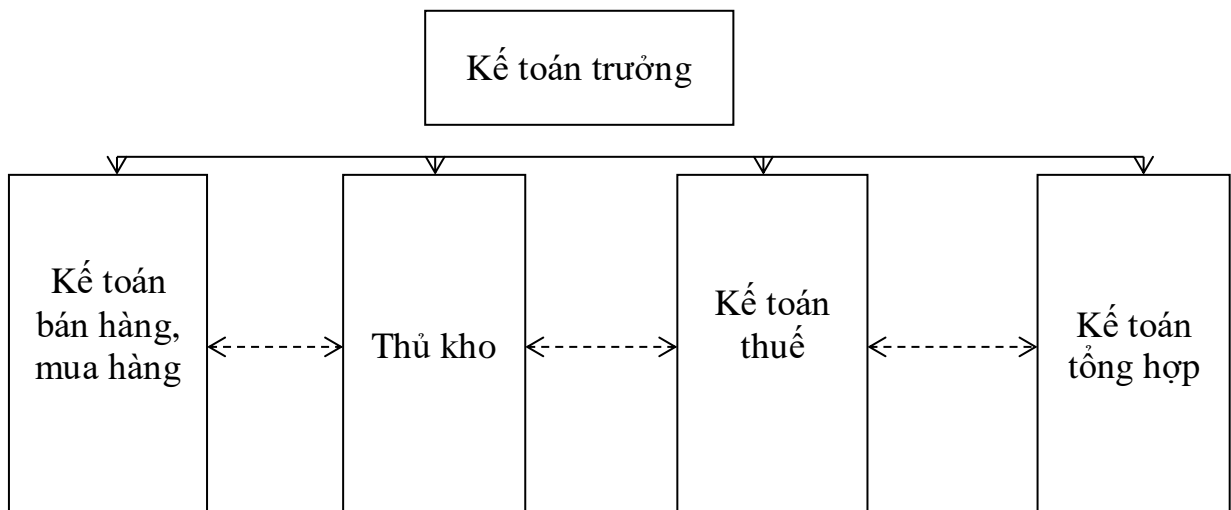 Kế toán trưởng
Kế toán
bán hàng,
mua hàng
Thủ kho
Kế toán
thuế
Kế toán
tổng hợp